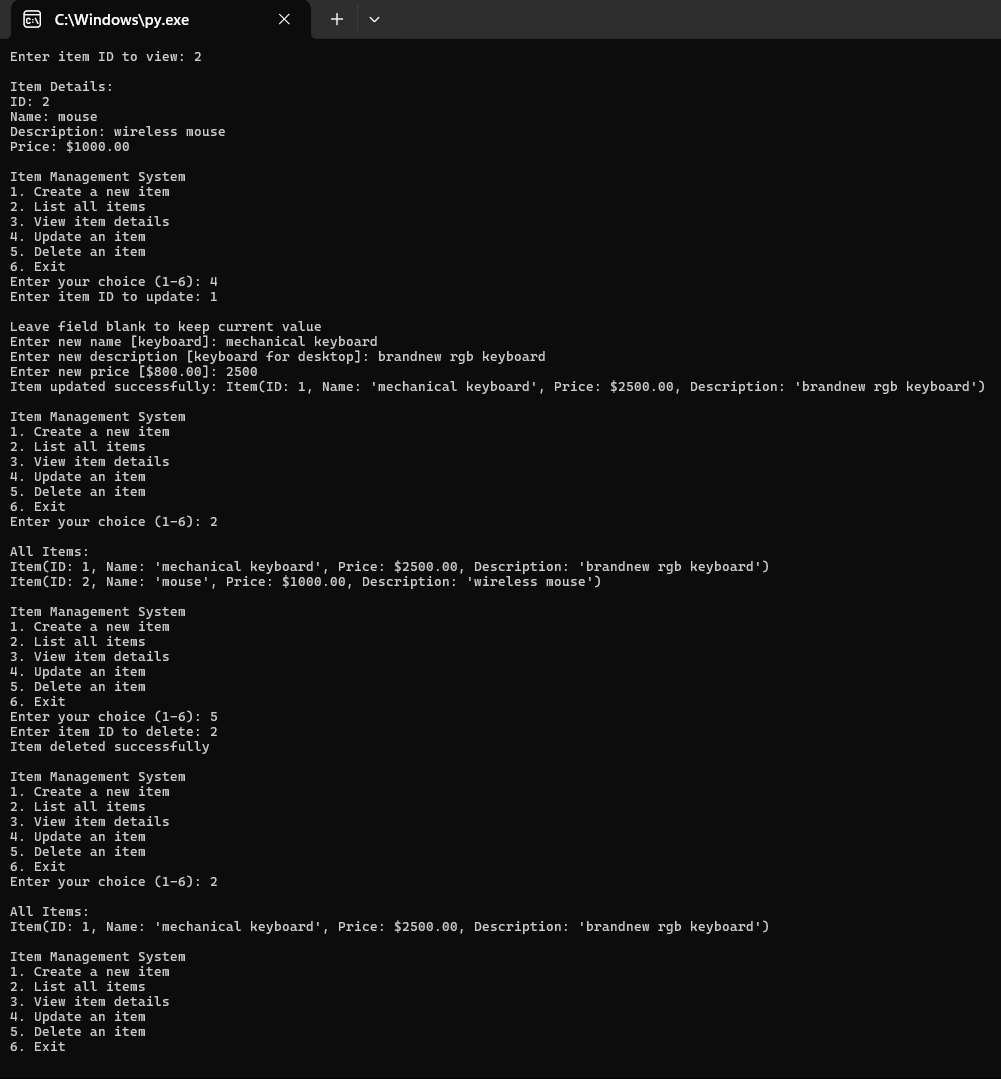 C:\Windows\py.exe
Enter item ID to view: 2
Item Details:
ID: 2
Name: mouse
Description: wireless mouse
Price: $1000.00
Item Management System
1. Create a new item
2. List all items
3. View item details
4. Update an item
5. Delete an item
6. Exit
Enter your choice (1-6): 4
Enter item ID to update: 1
Leave field blank to keep current value
Enter new name [keyboard]: mechanical keyboard
Enter new description [keyboard for desktop]: brandnew rgb keyboard
Enter new price [$800.00]: 2500
Item updated successfully: Item(ID: 1, Name: 'mechanical keyboard', Price: $2500.00, Description: 'brandnew rgb keyboard')
Item Management System
1. Create a new item
2. List all items
3. View item details
4. Update an item
5. Delete an item
6. Exit
Enter your choice (1-6): 2
All Items:
Item(ID: 1, Name: 'mechanical keyboard', Price: $2500.00, Description: 'brandnew rgb keyboard')
Item(ID: 2, Name: 'mouse', Price: $1000.00, Description: 'wireless mouse')
Item Management System
1. Create a new item
2. List all items
3. View item details
4. Update an item
5. Delete an item
6. Exit
Enter your choice (1-6): 5
Enter item ID to delete: 2
Item deleted successfully
Item Management System
1. Create a new item
2. List all items
3. View item details
4. Update an item
5. Delete an item
6. Exit
Enter your choice (1-6): 2
All Items:
Item(ID: 1, Name: 'mechanical keyboard', Price: $2500.00, Description: 'brandnew rgb keyboard')
Item Management System
1. Create a new item
2. List all items
3. View item details
4. Update an item
5. Delete an item
6. Exit